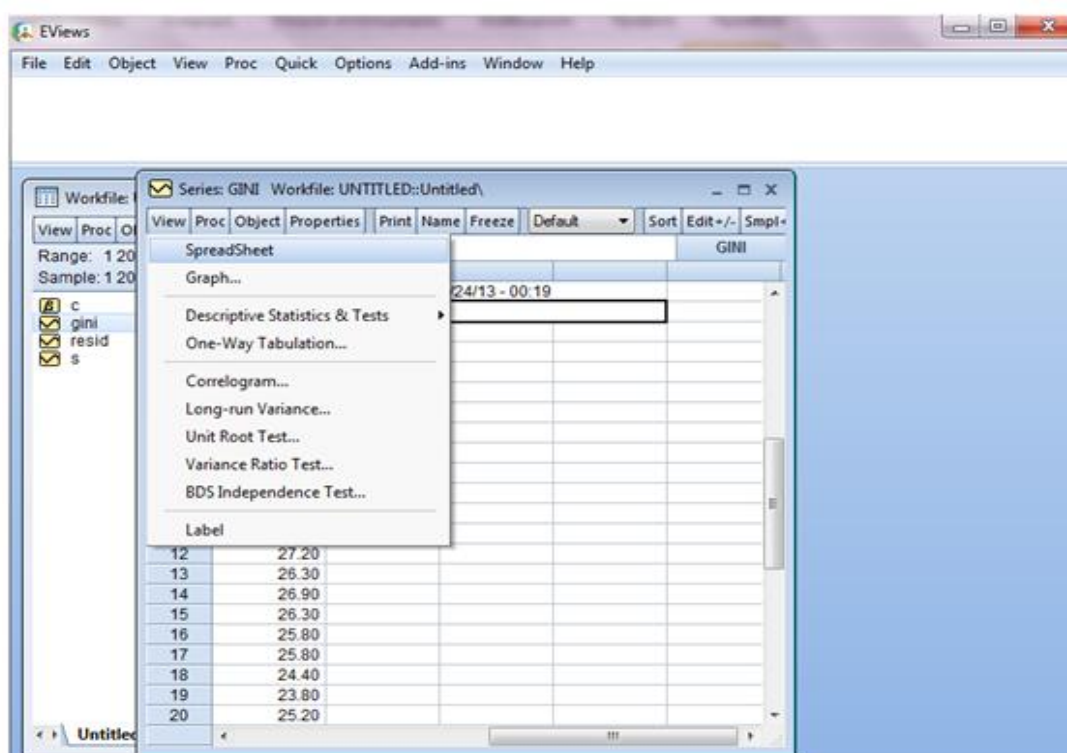 EViews
File Edit Object View Proc Quick Options Add-ins Window Help
Workfile:
View Proc
Range: 1 20
Sample: 1 20
c
gini
resid
s
Untitled
Series: GINI Workfile: UNTITLED::Untitled\
View Proc Object Properties Print Name Freeze Default Sort Edit+/- Smpl+
GINI
SpreadSheet
Graph...
Descriptive Statistics & Tests
One-Way Tabulation...
Correlogram...
Long-run Variance...
Unit Root Test...
Variance Ratio Test...
BDS Independence Test...
Label
/24/13 - 00:19
12 27.20
13 26.30
14 26.90
15 26.30
16 25.80
17 25.80
18 24.40
19 23.80
20 25.20